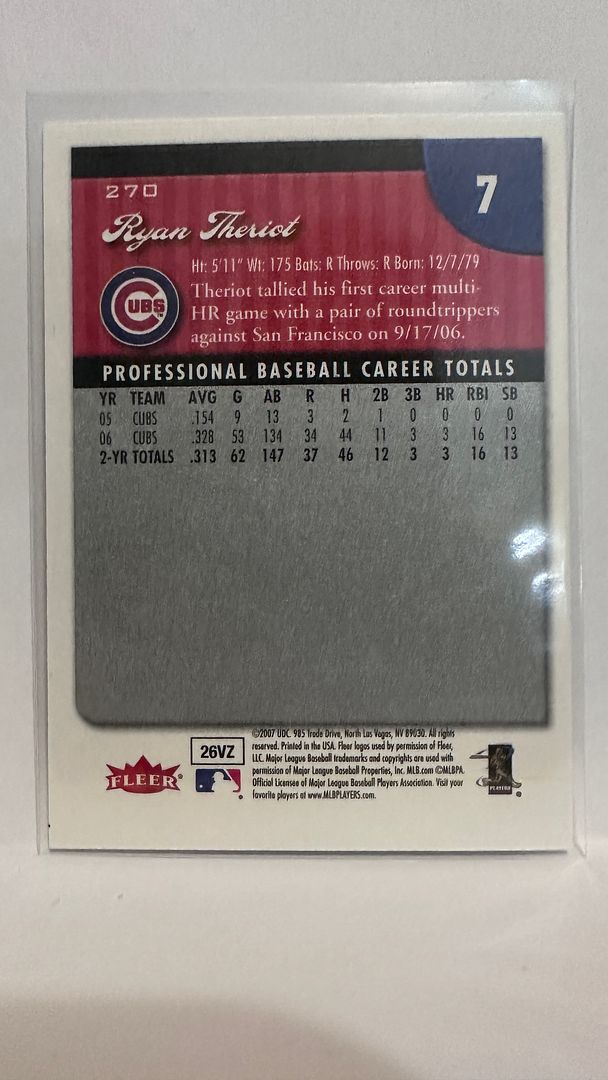 270
7
Ryan Theriot
Ht: 5'11" Wt: 175 Bats: R Throws: R Born: 12/7/79
CUBS
Theriot tallied his first career multi-
HR game with a pair of roundtrippers
against San Francisco on 9/17/06.
PROFESSIONAL BASEBALL CAREER TOTALS
YR TEAM AVG G AB R H 2B 3B HR RBI SB
05 CUBS .154 9 13 3 2 1 0 0 0 0
06 CUBS .328 53 134 34 44 11 3 3 16 13
2-YR TOTALS .313 62 147 37 46 12 3 3 16 13
©2007 UDC. 985 Trade Drive, North Las Vegas, NV 89030. All rights
reserved. Printed in the USA. Fleer logos used by permission of Fleer,
LLC. Major League Baseball trademarks and copyrights are used with
permission of Major League Baseball Properties, Inc. MLB.com ©MLBPA.
Official Licensee of Major League Baseball Players Association. Visit your
favorite players at www.MLBPLAYERS.com.
26VZ
FLEER
PLAYERS